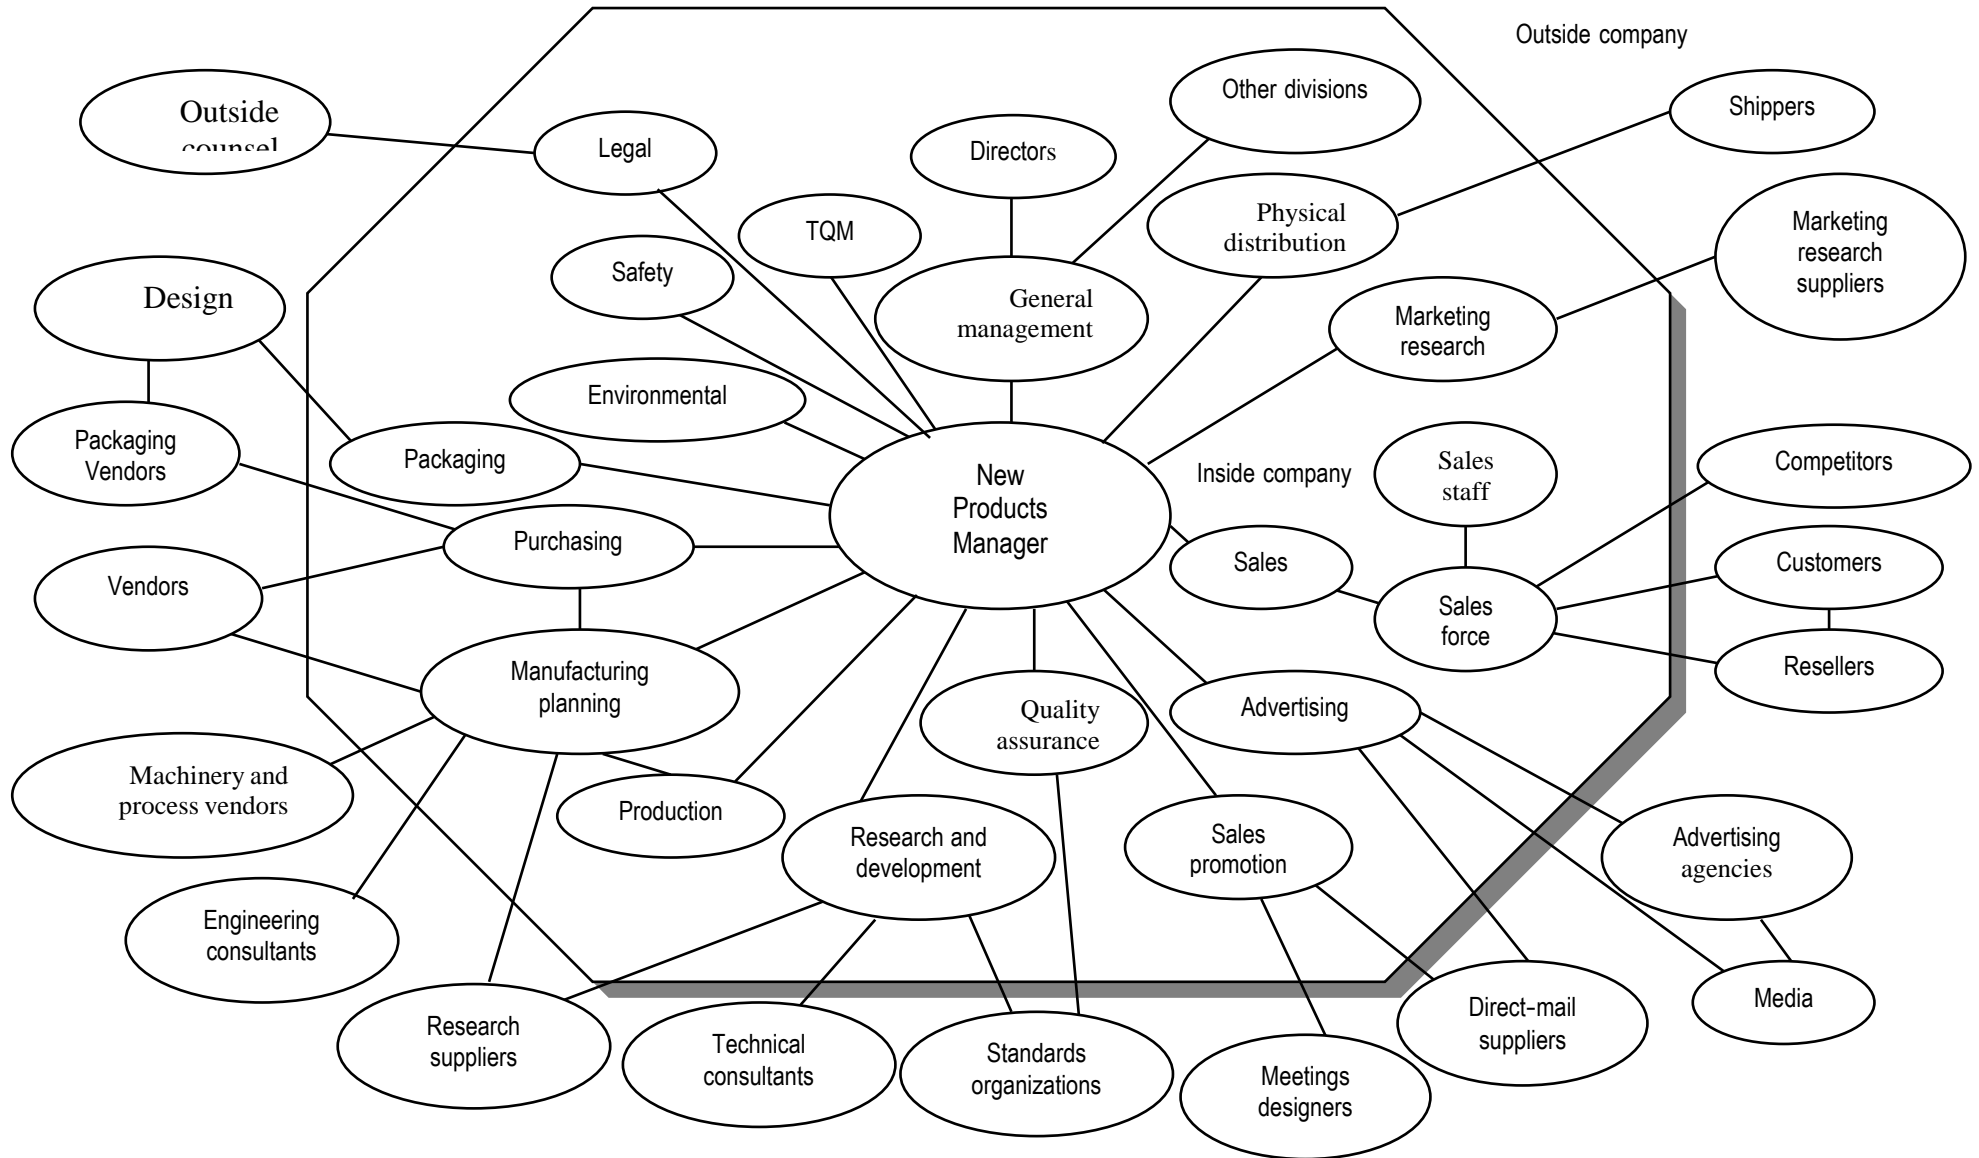 Outside company
Other divisions
Shippers
Outside
counsel
Legal
Directors
Physical
distribution
Marketing
research
suppliers
TQM
Safety
Design
General
management
Marketing
research
Environmental
Packaging
Vendors
Packaging
New
Products
Manager
Inside company
Sales
staff
Competitors
Purchasing
Sales
Customers
Vendors
Sales
force
Resellers
Manufacturing
planning
Quality
assurance
Advertising
Machinery and
process vendors
Production
Research and
development
Sales
promotion
Advertising
agencies
Engineering
consultants
Research
suppliers
Technical
consultants
Standards
organizations
Meetings
designers
Direct-mail
suppliers
Media